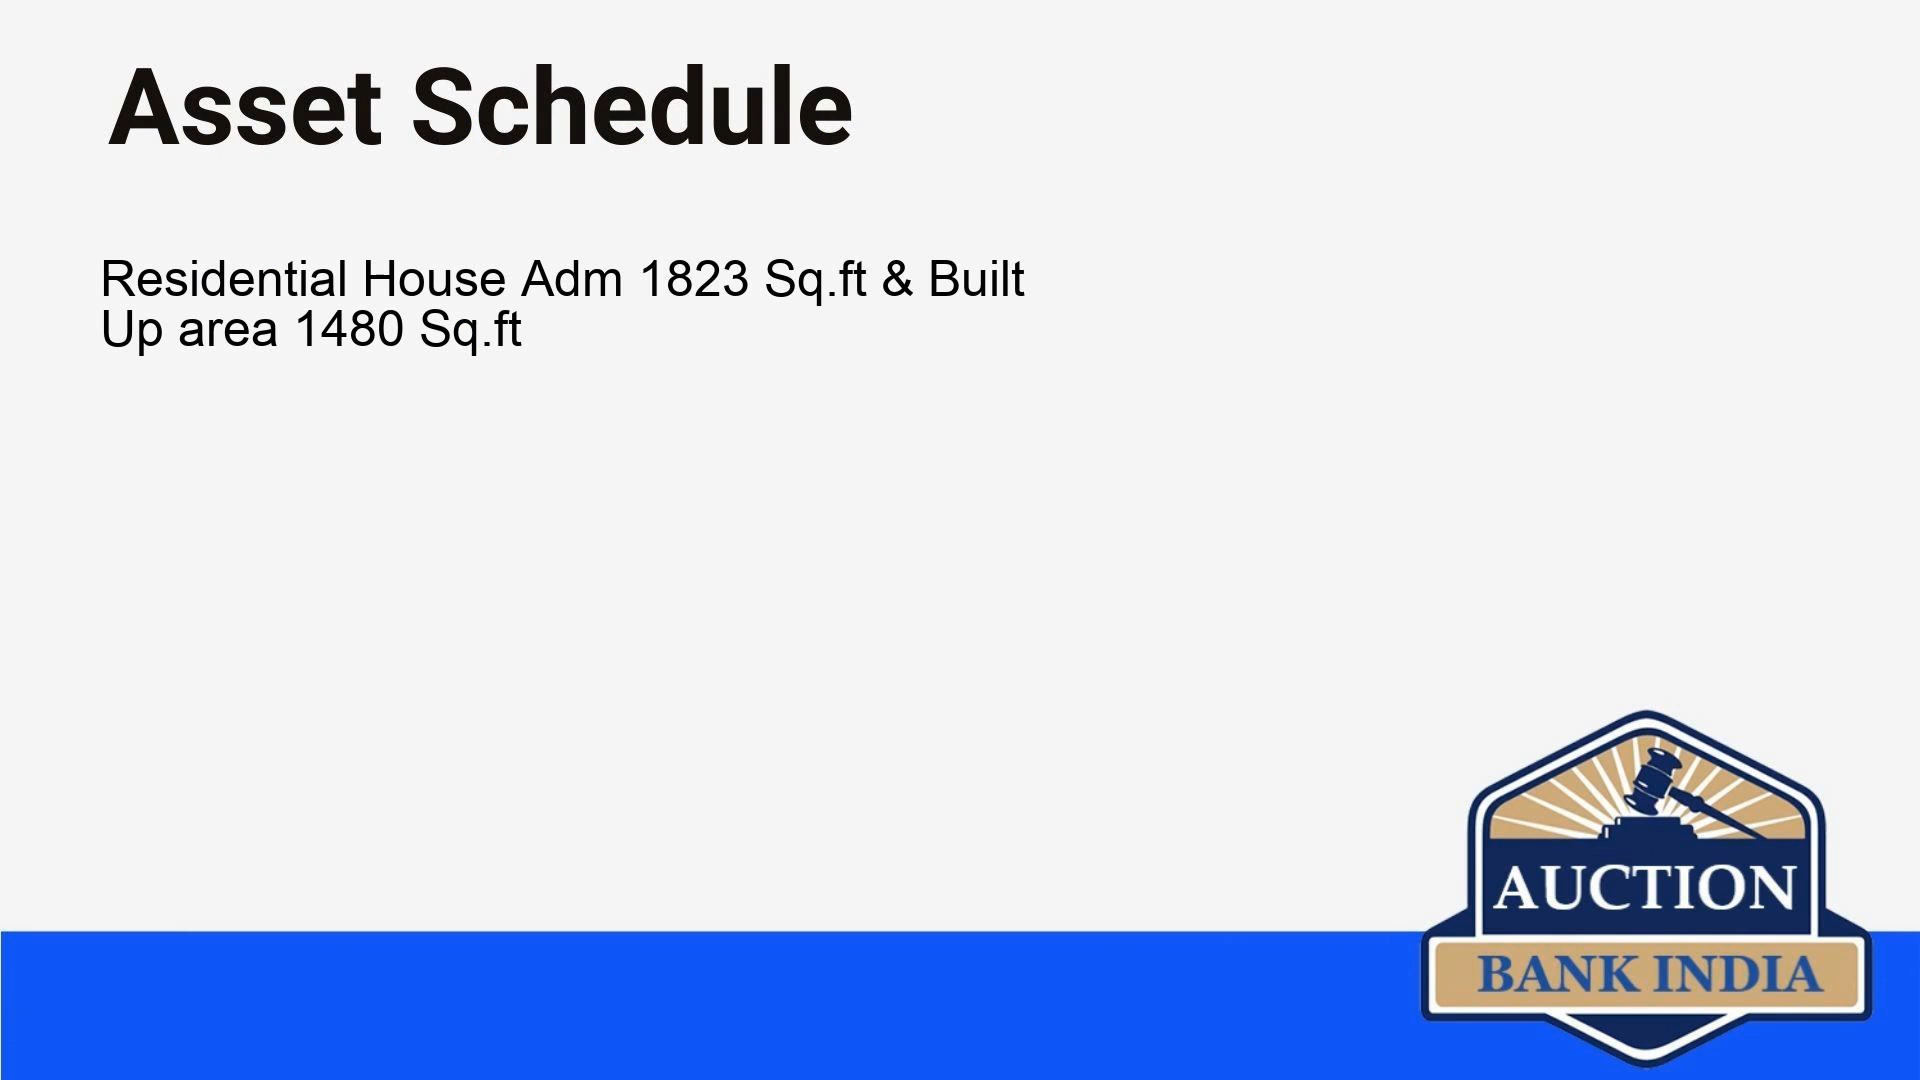 Asset Schedule
Residential House Adm 1823 Sq.ft & Built
Up area 1480 Sq.ft
AUCTION
BANK INDIA